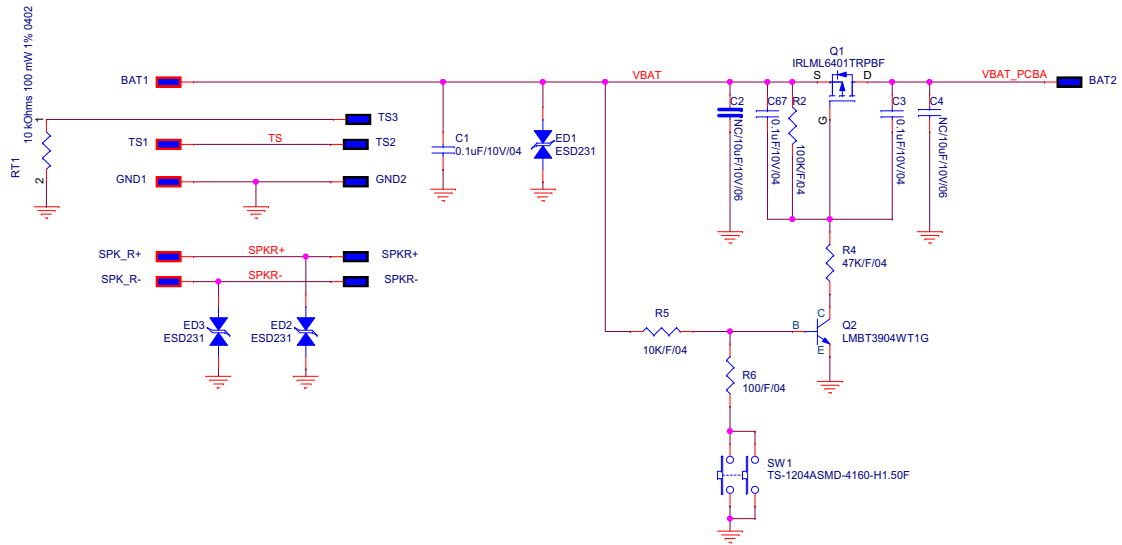 10 kOhms 100 mW 1% 0402
RT1
1
2
BAT1
TS3
TS1
TS
TS2
GND1
GND2
SPK_R+
SPKR+
SPKR+
SPK_R-
SPKR-
SPKR-
ED3
ESD231
ED2
ESD231
C1
0.1uF/10V/04
ED1
ESD231
VBAT
C2
NC/10uF/10V/06
C67
0.1uF/10V/04
R2
100K/F/04
Q1
IRLML6401TRPBF
S
D
G
C3
0.1uF/10V/04
C4
NC/10uF/10V/06
VBAT_PCBA
BAT2
R4
47K/F/04
R5
10K/F/04
B
C
E
Q2
LMBT3904WT1G
R6
100/F/04
SW1
TS-1204ASMD-4160-H1.50F